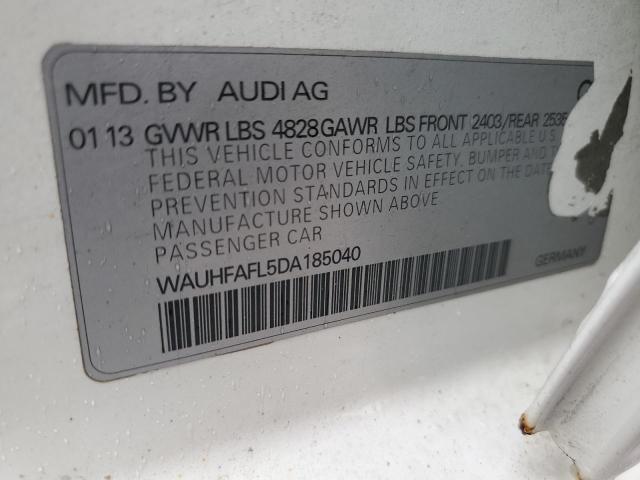 MFD. BY AUDI AG
01 13 GVWR LBS 4828 GAWR LBS FRONT 2403/REAR 2535
THIS VEHICLE CONFORMS TO ALL APPLICABLE U.S.
FEDERAL MOTOR VEHICLE SAFETY, BUMPER AND
PREVENTION STANDARDS IN EFFECT ON THE DATE
MANUFACTURE SHOWN ABOVE.
PASSENGER CAR
WAUHFAFL5DA185040
GERMANY